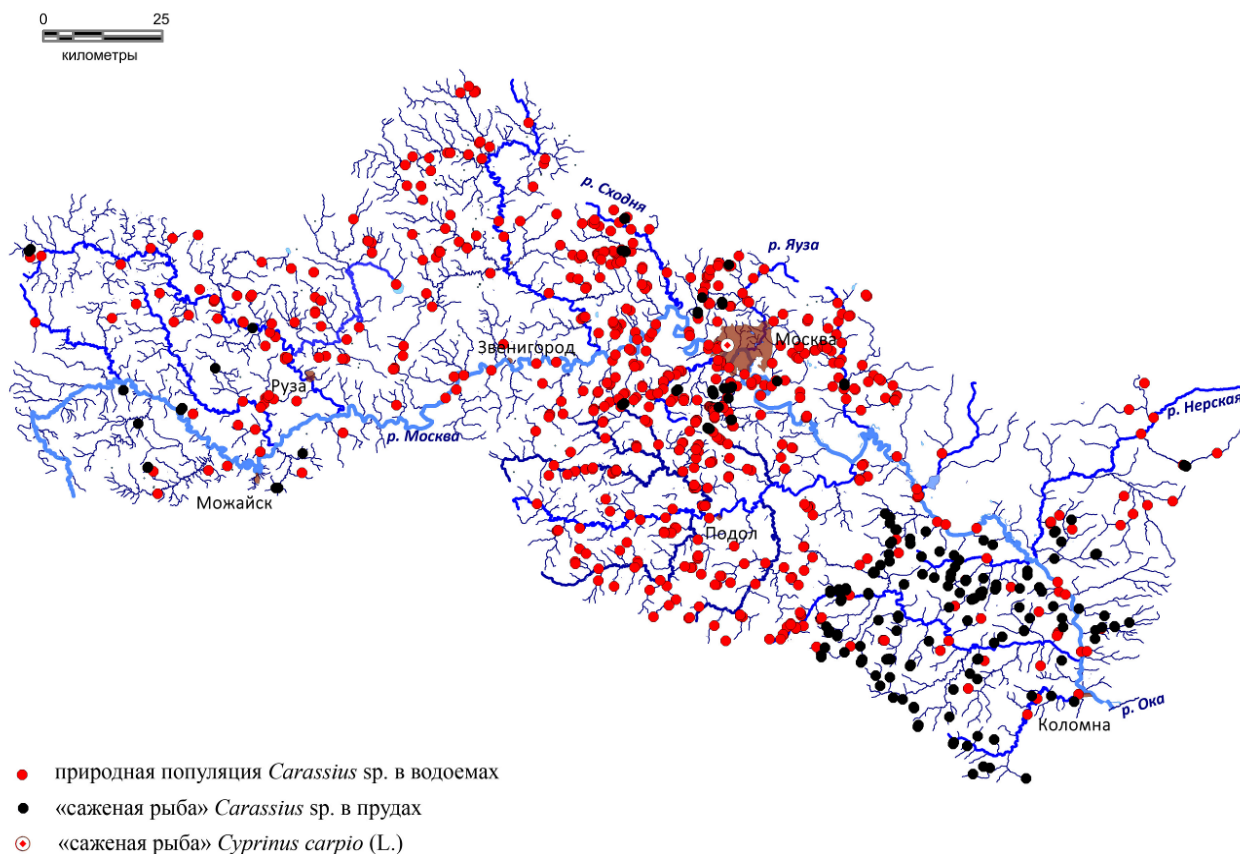 0 25
километры
р. Сходня
р. Яуза
Москва
Звенигород
Руза
р. Нерская
р. Москва
Можайск
Подол
Коломна
р. Ока
природная популяция Carassius sp. в водоемах
«саженая рыба» Carassius sp. в прудах
«саженая рыба» Cyprinus carpio (L.)